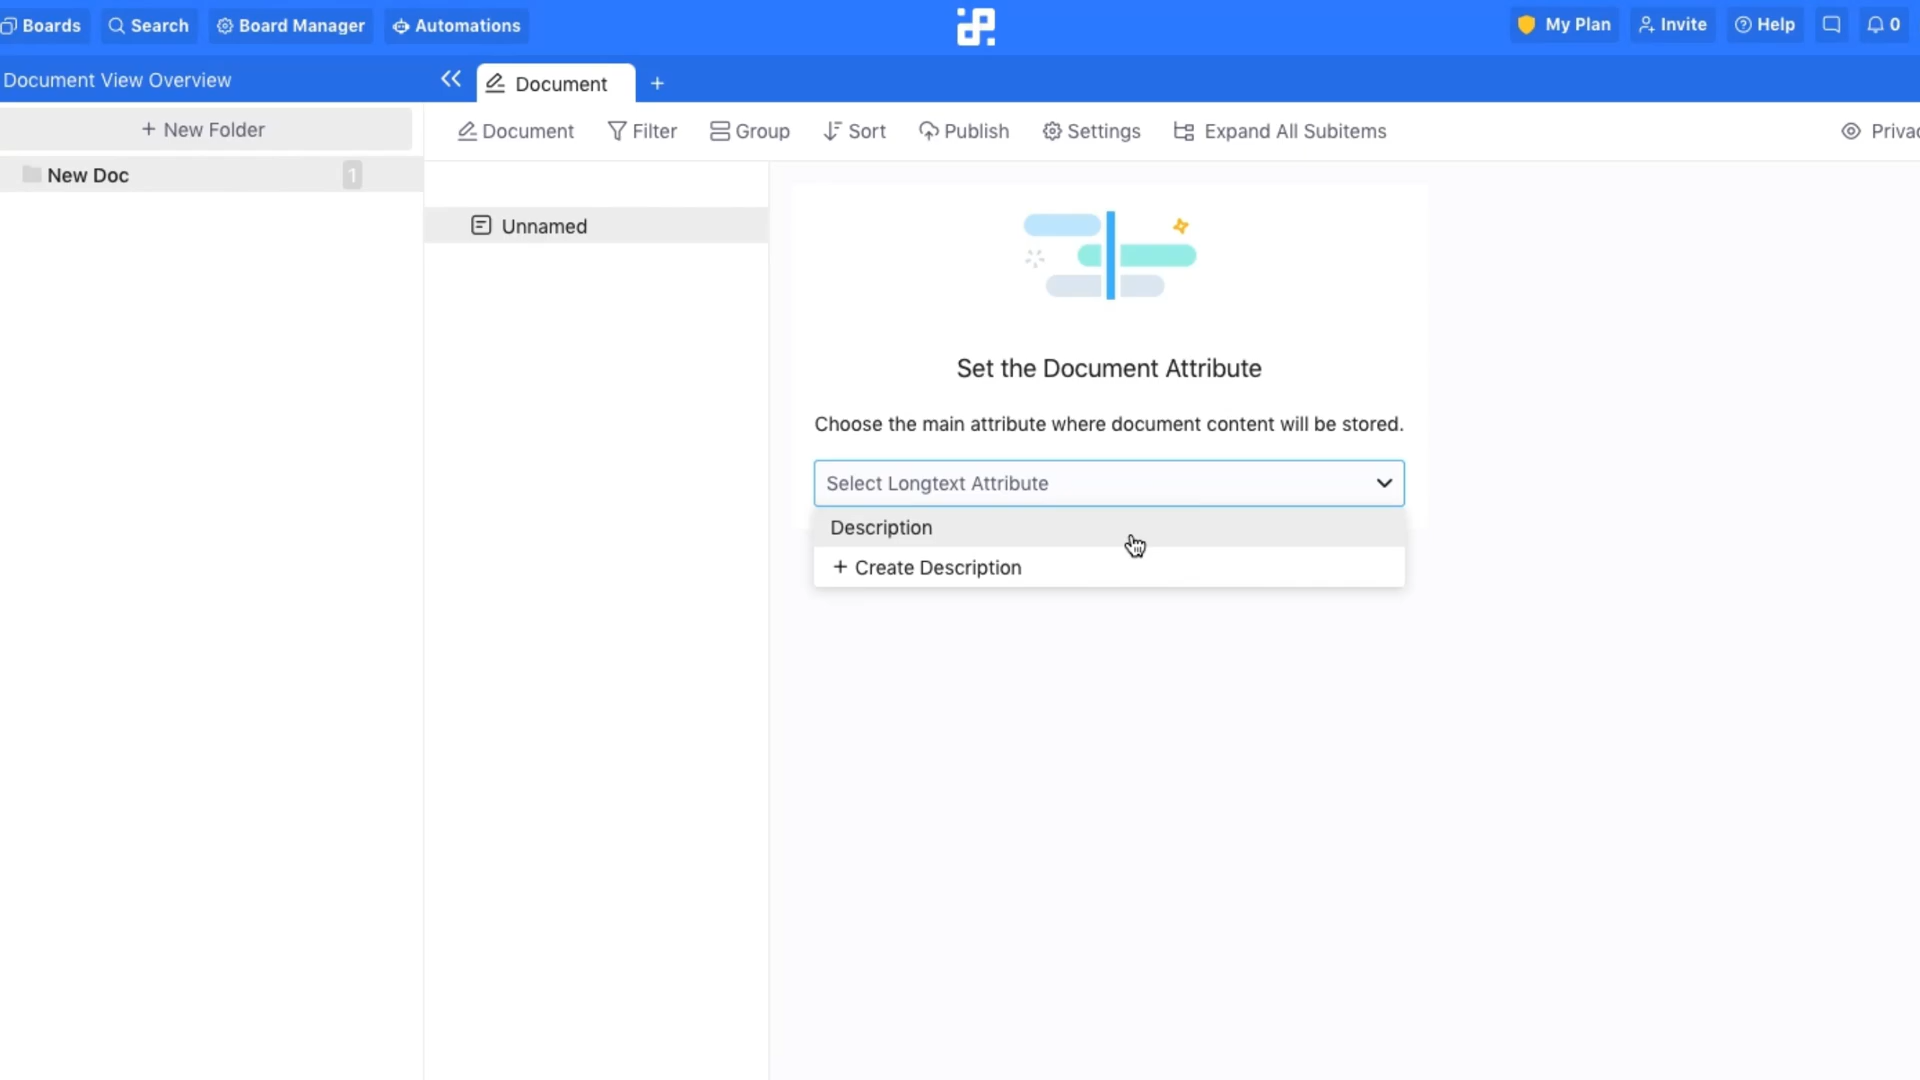 Boards
Search
Board Manager
Automations
My Plan
Invite
Help
0
Document View Overview
Document
+
+ New Folder
Document
Filter
Group
Sort
Publish
Settings
Expand All Subitems
New Doc
1
Unnamed
Set the Document Attribute
Choose the main attribute where document content will be stored.
Select Longtext Attribute
Description
+ Create Description